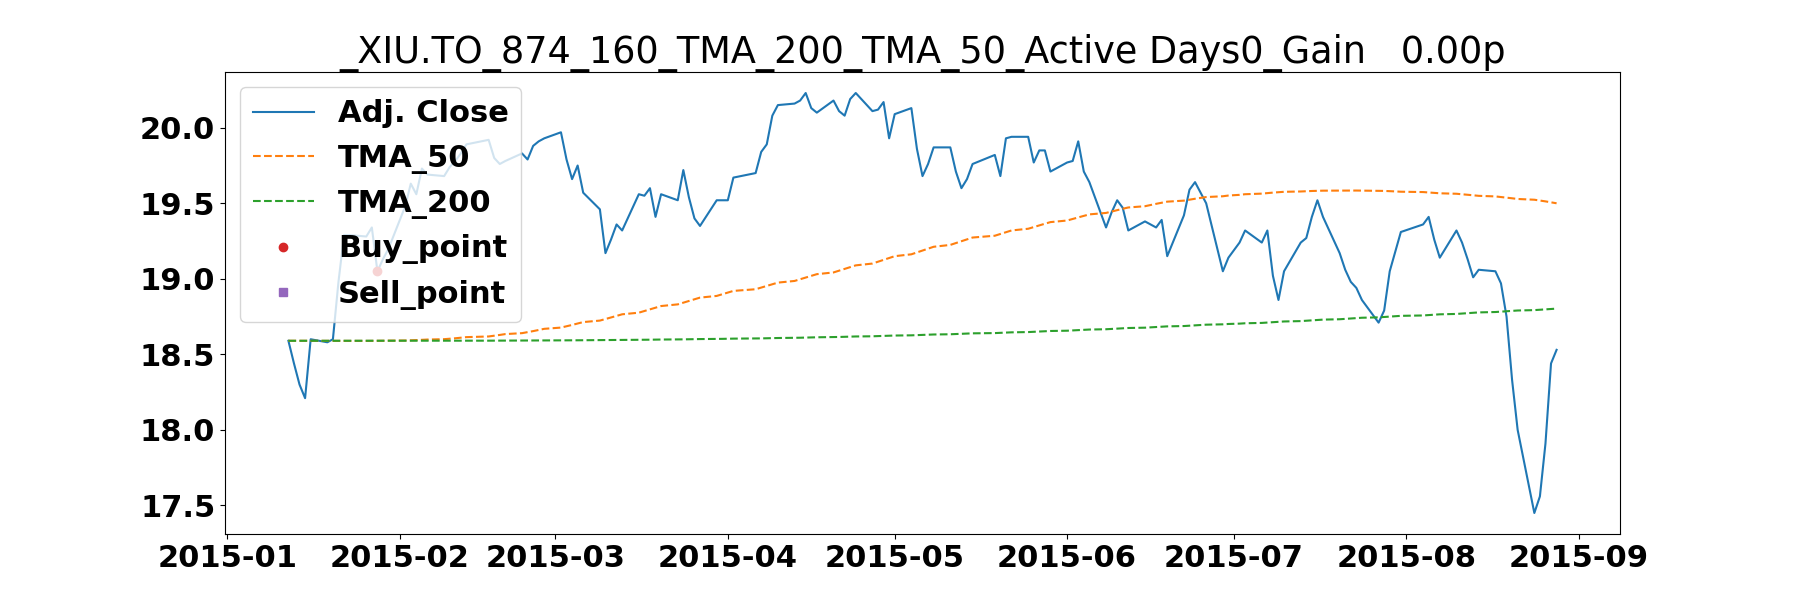 _XIU.TO_874_160_TMA_200_TMA_50_Active Days0_Gain   0.00p
Adj. Close
TMA_50
TMA_200
Buy_point
Sell_point
20.0
19.5
19.0
18.5
18.0
17.5
2015-01 2015-02 2015-03 2015-04 2015-05 2015-06 2015-07 2015-08 2015-09